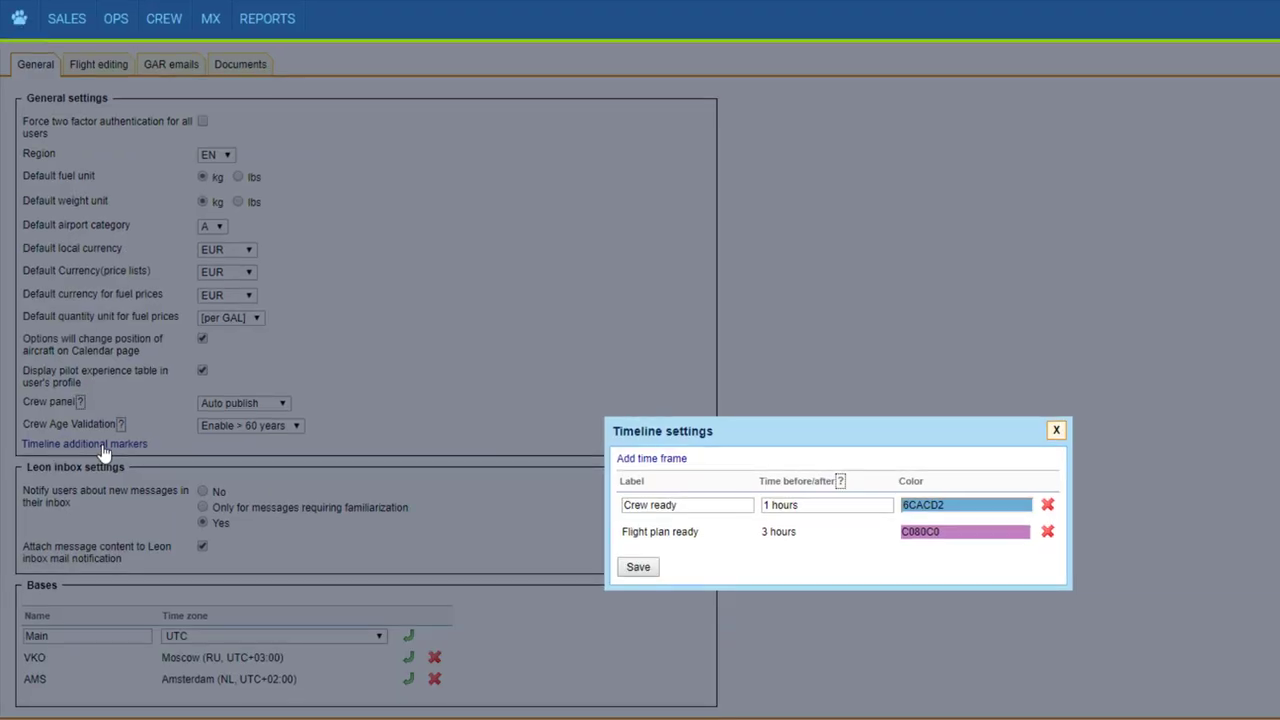 SALES OPS CREW MX REPORTS
General Flight editing GAR emails Documents
General settings
Force two factor authentication for all
users
Region EN
Default fuel unit kg lbs
Default weight unit kg lbs
Default airport category A
Default local currency EUR
Default Currency(price lists) EUR
Default currency for fuel prices EUR
Default quantity unit for fuel prices [per GAL]
Options will change position of
aircraft on Calendar page
Display pilot experience table in
user's profile
Crew panel ? Auto publish
Crew Age Validation ? Enable > 60 years
Timeline additional markers
Leon inbox settings
Notify users about new messages in
their inbox
No
Only for messages requiring familiarization
Yes
Attach message content to Leon
inbox mail notification
Bases
Name Time zone
Main UTC
VKO Moscow (RU, UTC+03:00)
AMS Amsterdam (NL, UTC+02:00)
Timeline settings X
Add time frame
Label Time before/after ? Color
Crew ready 1 hours 6CACD2
Flight plan ready 3 hours C080C0
Save